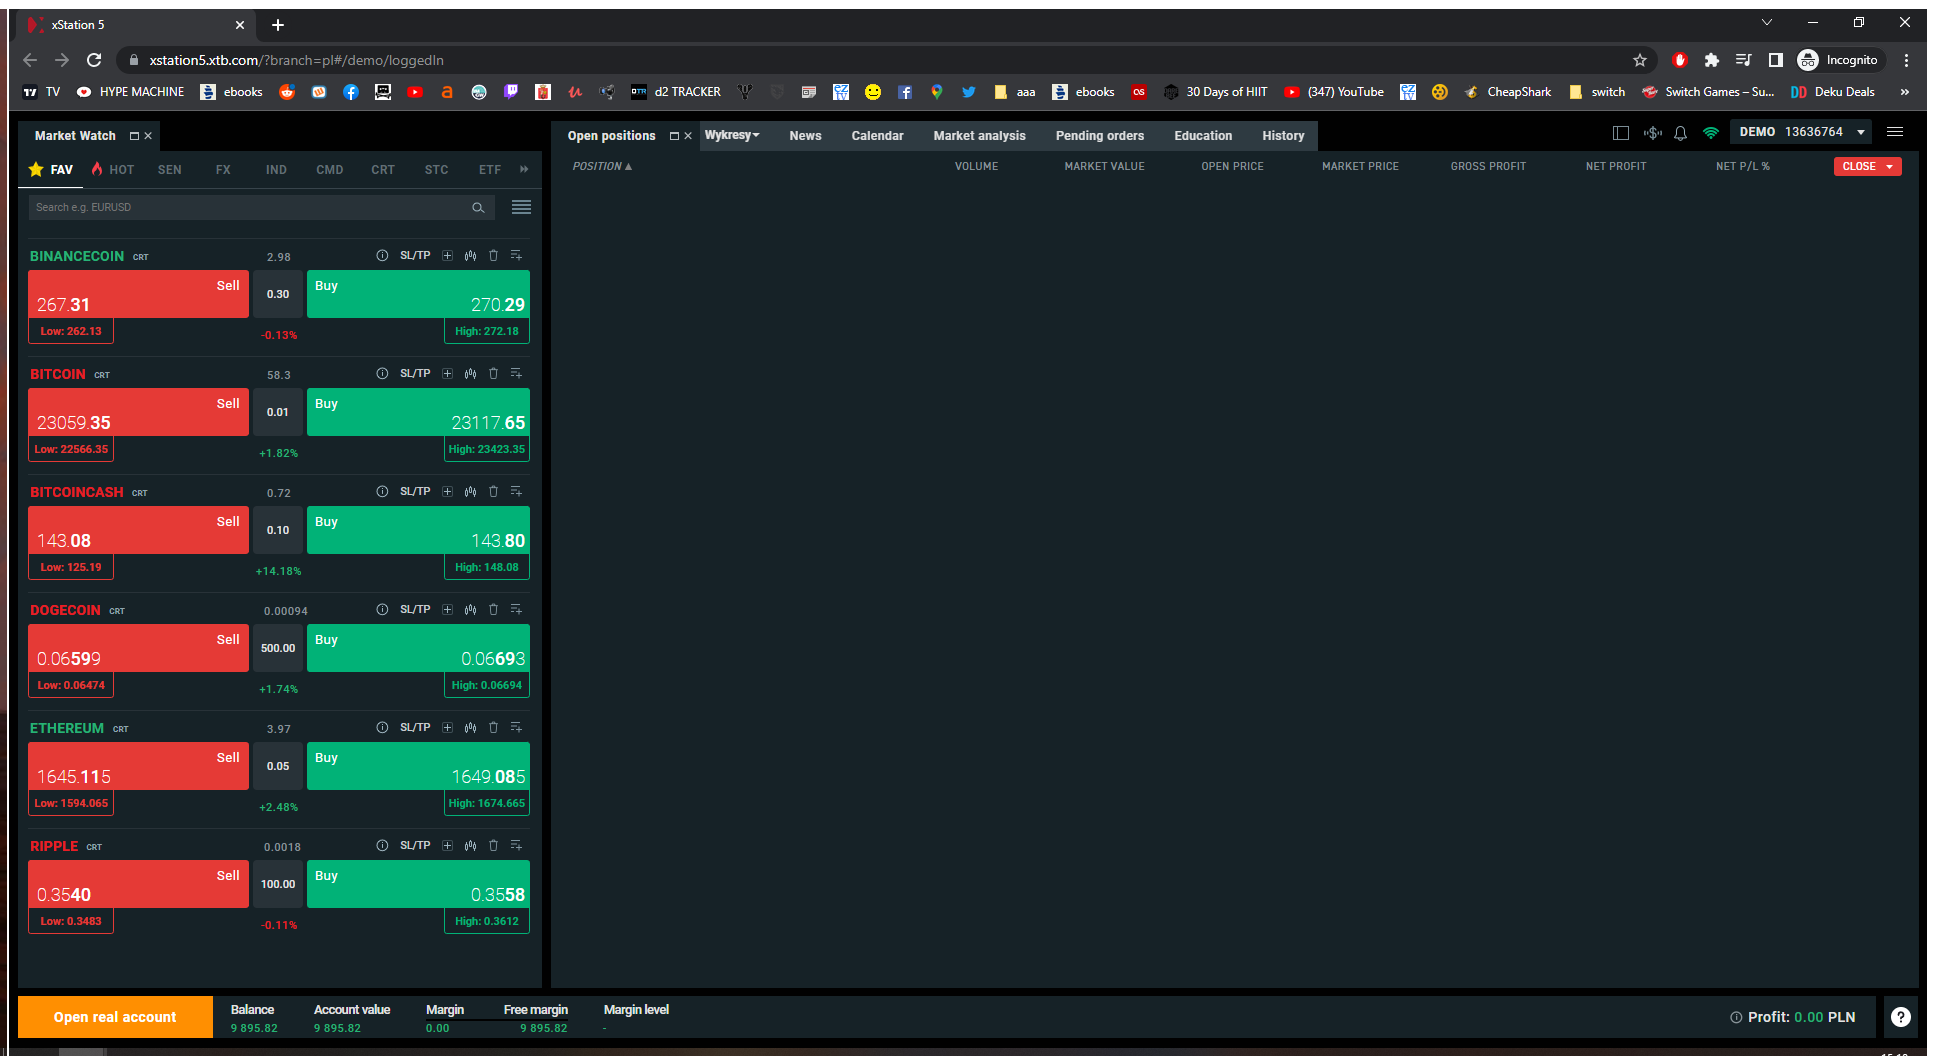 xStation 5
xstation5.xtb.com/?branch=pl#/demo/loggedIn
Incognito
TV HYPE MACHINE ebooks d2 TRACKER aaa ebooks 30 Days of HIIT (347) YouTube CheapShark switch Switch Games – Su... Deku Deals »
Market Watch
Open positions Wykresy News Calendar Market analysis Pending orders Education History
DEMO 13636764
FAV HOT SEN FX IND CMD CRT STC ETF »
POSITION VOLUME MARKET VALUE OPEN PRICE MARKET PRICE GROSS PROFIT NET PROFIT NET P/L % CLOSE
Search e.g. EURUSD
BINANCECOIN CRT 2.98 SL/TP
Sell 0.30 Buy
267.31 270.29
Low: 262.13 -0.13% High: 272.18
BITCOIN CRT 58.3 SL/TP
Sell 0.01 Buy
23059.35 23117.65
Low: 22566.35 +1.82% High: 23423.35
BITCOINCASH CRT 0.72 SL/TP
Sell 0.10 Buy
143.08 143.80
Low: 125.19 +14.18% High: 148.08
DOGECOIN CRT 0.00094 SL/TP
Sell 500.00 Buy
0.06599 0.06693
Low: 0.06474 +1.74% High: 0.06694
ETHEREUM CRT 3.97 SL/TP
Sell 0.05 Buy
1645.115 1649.085
Low: 1594.065 +2.48% High: 1674.665
RIPPLE CRT 0.0018 SL/TP
Sell 100.00 Buy
0.3540 0.3558
Low: 0.3483 -0.11% High: 0.3612
Open real account
Balance Account value Margin Free margin Margin level
9 895.82 9 895.82 0.00 9 895.82 -
Profit: 0.00 PLN
?